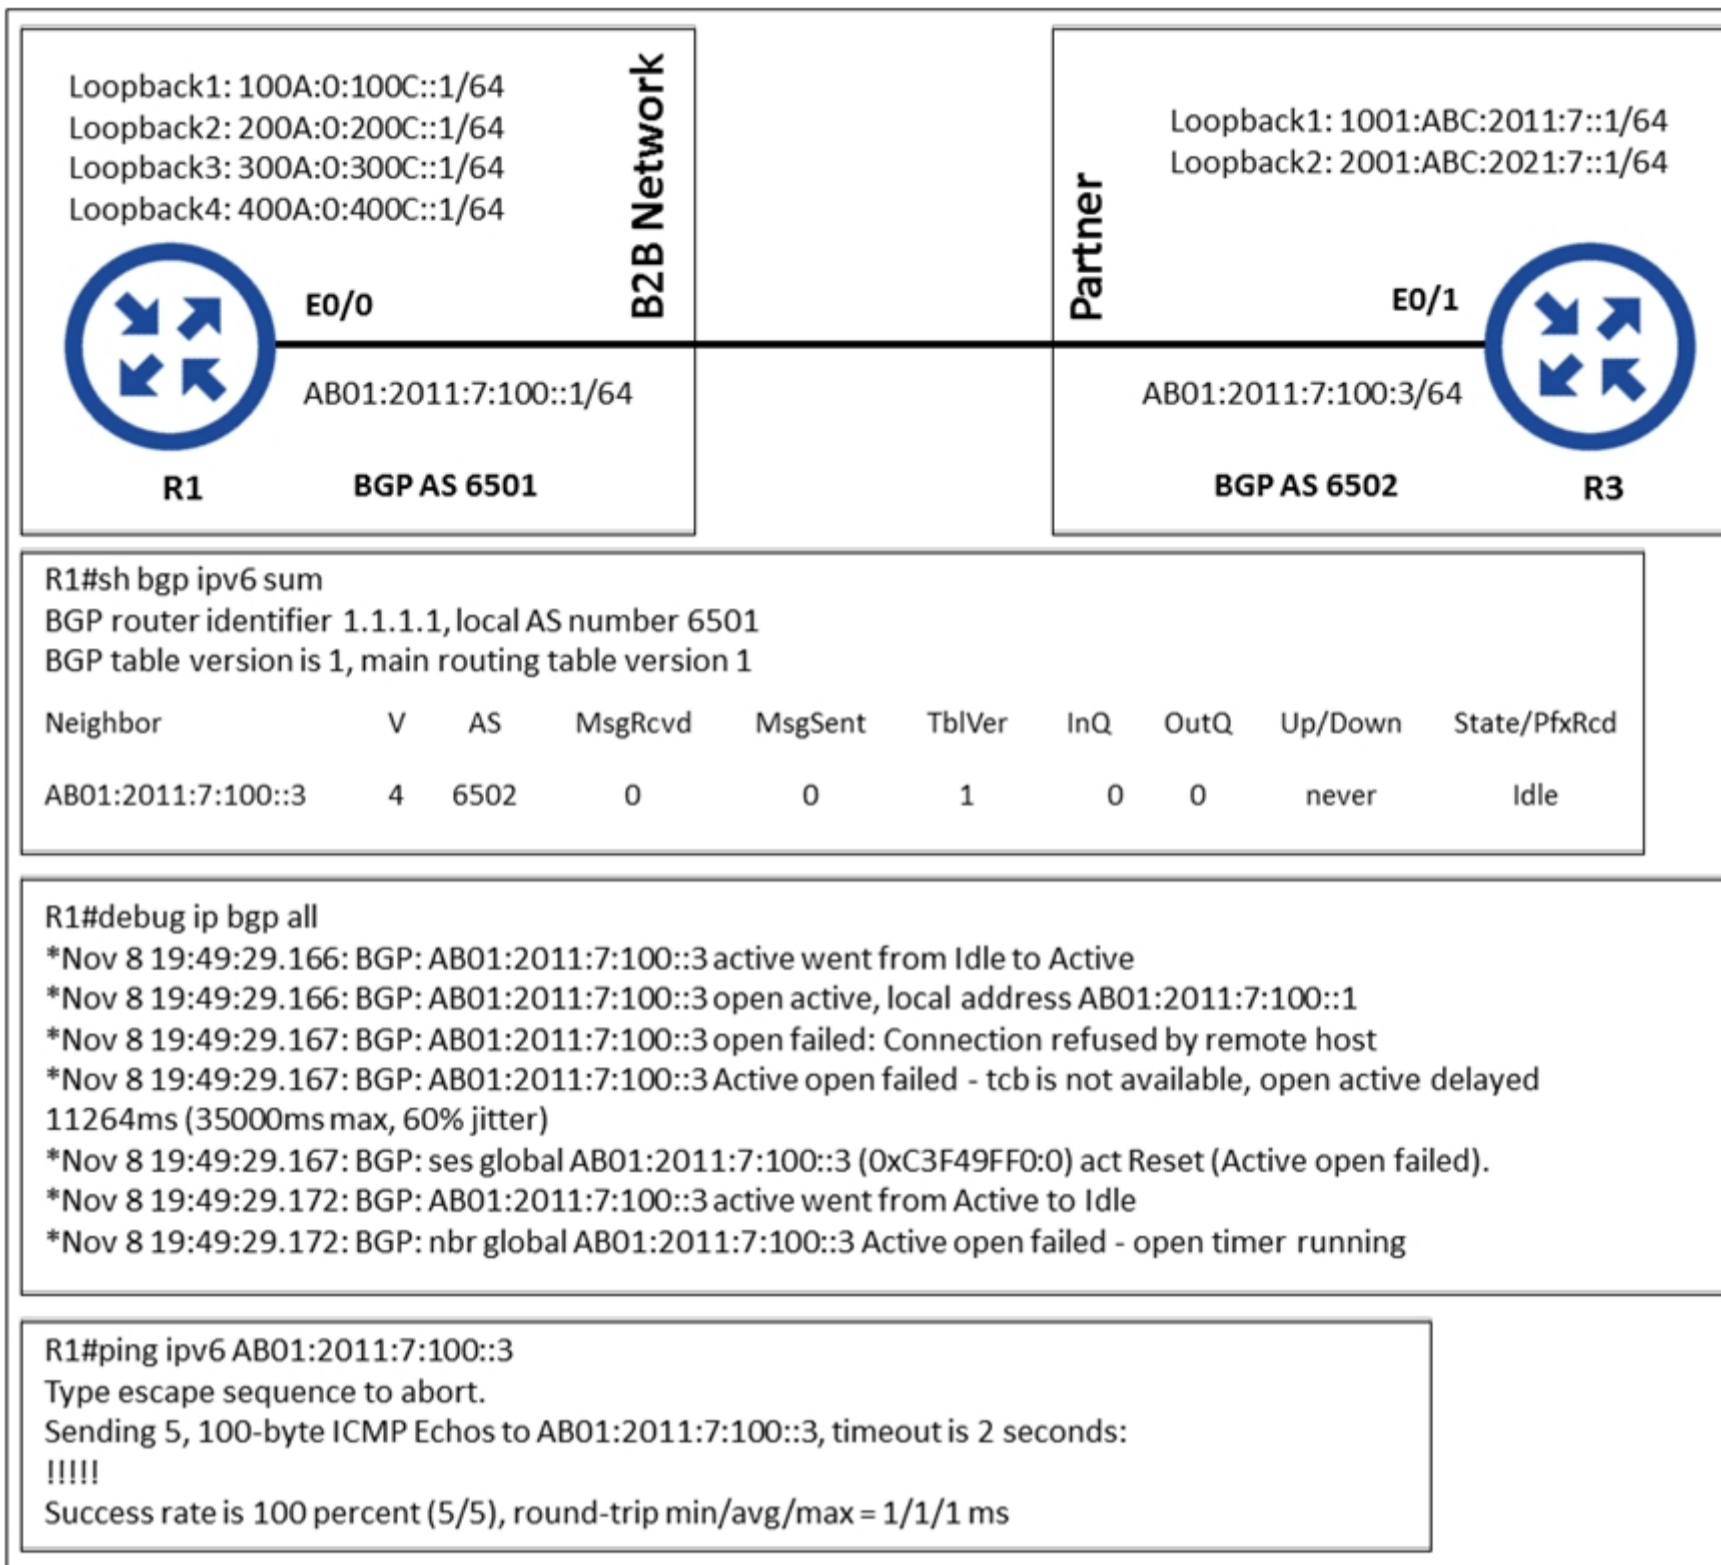 Loopback1: 100A:0:100C::1/64
Loopback2: 200A:0:200C::1/64
Loopback3: 300A:0:300C::1/64
Loopback4: 400A:0:400C::1/64
B2B Network
E0/0
AB01:2011:7:100::1/64
R1
BGP AS 6501
Loopback1: 1001:ABC:2011:7::1/64
Loopback2: 2001:ABC:2021:7::1/64
Partner
E0/1
AB01:2011:7:100:3/64
BGP AS 6502
R3
R1#sh bgp ipv6 sum
BGP router identifier 1.1.1.1, local AS number 6501
BGP table version is 1, main routing table version 1
Neighbor V AS MsgRcvd MsgSent TblVer InQ OutQ Up/Down State/PfxRcd
AB01:2011:7:100::3 4 6502 0 0 1 0 0 never Idle
R1#debug ip bgp all
*Nov 8 19:49:29.166: BGP: AB01:2011:7:100::3 active went from Idle to Active
*Nov 8 19:49:29.166: BGP: AB01:2011:7:100::3 open active, local address AB01:2011:7:100::1
*Nov 8 19:49:29.167: BGP: AB01:2011:7:100::3 open failed: Connection refused by remote host
*Nov 8 19:49:29.167: BGP: AB01:2011:7:100::3 Active open failed - tcb is not available, open active delayed
11264ms (35000ms max, 60% jitter)
*Nov 8 19:49:29.167: BGP: ses global AB01:2011:7:100::3 (0xC3F49FF0:0) act Reset (Active open failed).
*Nov 8 19:49:29.172: BGP: AB01:2011:7:100::3 active went from Active to Idle
*Nov 8 19:49:29.172: BGP: nbr global AB01:2011:7:100::3 Active open failed - open timer running
R1#ping ipv6 AB01:2011:7:100::3
Type escape sequence to abort.
Sending 5, 100-byte ICMP Echos to AB01:2011:7:100::3, timeout is 2 seconds:
!!!!!
Success rate is 100 percent (5/5), round-trip min/avg/max = 1/1/1 ms